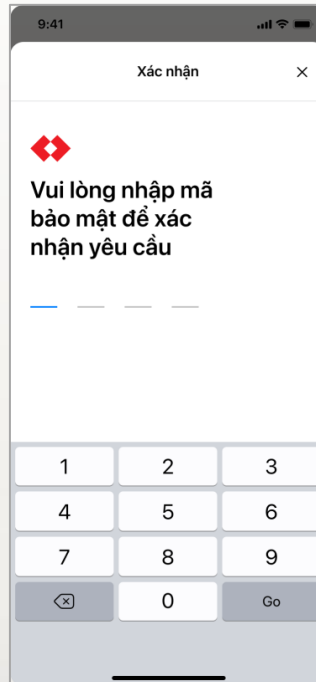 9:41
Xác nhận
Vui lòng nhập mã
bảo mật để xác
nhận yêu cầu
1 2 3
4 5 6
7 8 9
0 Go